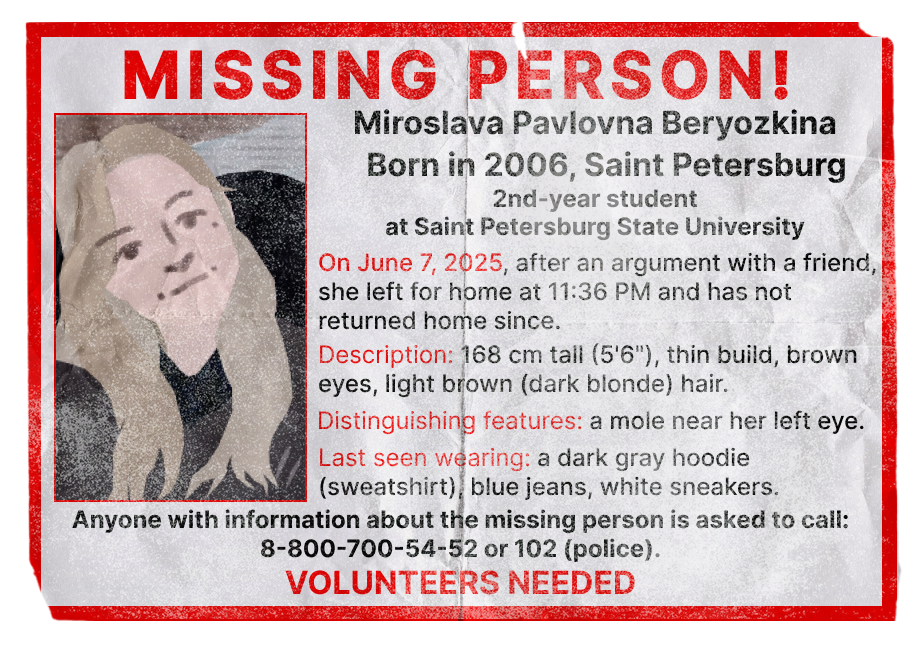 MISSING PERSON!
Miroslava Pavlovna Beryozkina
Born in 2006, Saint Petersburg
2nd-year student
at Saint Petersburg State University
On June 7, 2025, after an argument with a friend,
she left for home at 11:36 PM and has not
returned home since.
Description: 168 cm tall (5'6"), thin build, brown
eyes, light brown (dark blonde) hair.
Distinguishing features: a mole near her left eye.
Last seen wearing: a dark gray hoodie
(sweatshirt), blue jeans, white sneakers.
Anyone with information about the missing person is asked to call:
8-800-700-54-52 or 102 (police).
VOLUNTEERS NEEDED